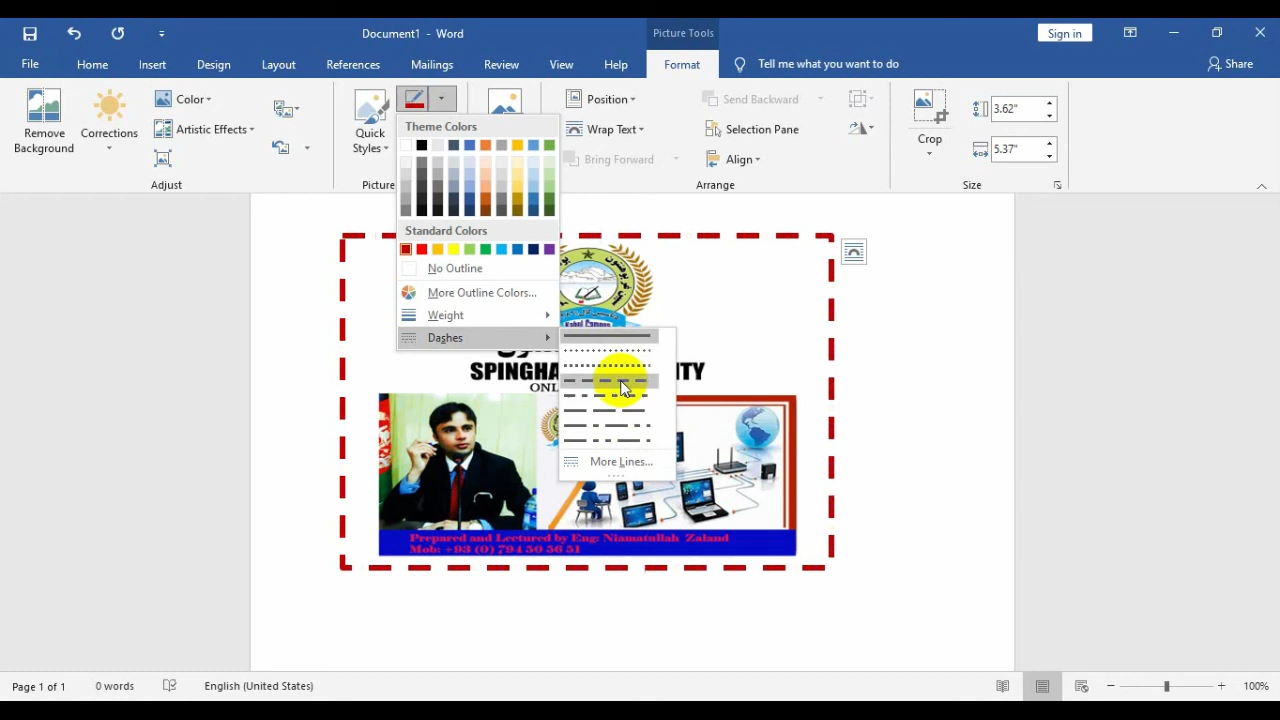 Document1 - Word
Picture Tools
Sign in
File
Home
Insert
Design
Layout
References
Mailings
Review
View
Help
Format
Tell me what you want to do
Share
Remove
Background
Corrections
Color
Artistic Effects
Adjust
Quick
Styles
Picture
Position
Wrap Text
Bring Forward
Send Backward
Selection Pane
Align
Arrange
Crop
3.62"
5.37"
Size
Theme Colors
Standard Colors
No Outline
More Outline Colors...
Weight
Dashes
More Lines...
Kabul Campus
SPINGHA
TY
ONL
Prepared and Lectured by Eng: Niamatullah Zaland
Mob: +93 (0) 794 50 56 51
Page 1 of 1
0 words
English (United States)
100%